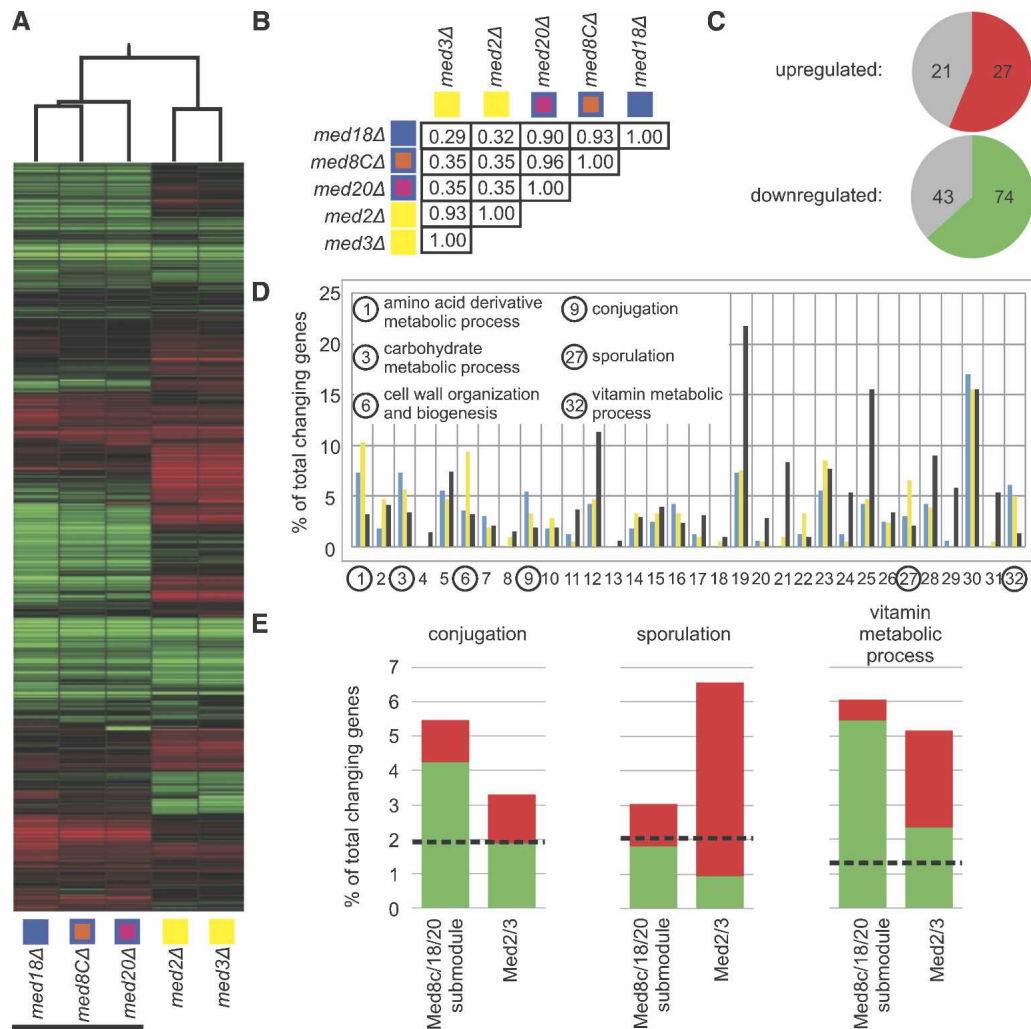 A
B
C
med3Δ
med2Δ
med20Δ
med8CΔ
med18Δ
med18Δ 0.29 0.32 0.90 0.93 1.00
med8CΔ 0.35 0.35 0.96 1.00
med20Δ 0.35 0.35 1.00
med2Δ 0.93 1.00
med3Δ 1.00
upregulated: 21 27
downregulated: 43 74
D
% of total changing genes
25
20
15
10
5
0
1 amino acid derivative
metabolic process
3 carbohydrate
metabolic process
6 cell wall organization
and biogenesis
9 conjugation
27 sporulation
32 vitamin metabolic
process
1 2 3 4 5 6 7 8 9 10 11 12 13 14 15 16 17 18 19 20 21 22 23 24 25 26 27 28 29 30 31 32
E
% of total changing genes
7
6
5
4
3
2
1
0
conjugation
sporulation
vitamin
metabolic
process
Med8c/18/20
submodule
Med2/3
Med8c/18/20
submodule
Med2/3
Med8c/18/20
submodule
Med2/3
med18Δ
med8CΔ
med20Δ
med2Δ
med3Δ